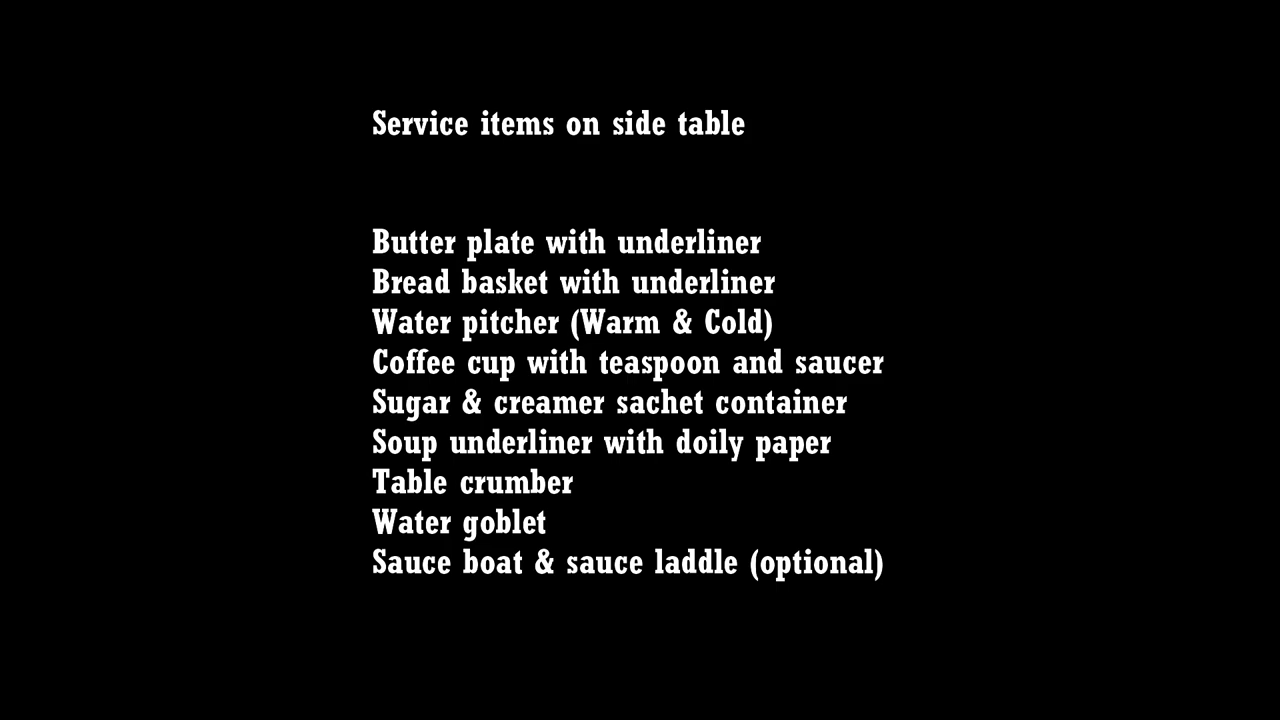 Service items on side table
Butter plate with underliner
Bread basket with underliner
Water pitcher (Warm & Cold)
Coffee cup with teaspoon and saucer
Sugar & creamer sachet container
Soup underliner with doily paper
Table crumber
Water goblet
Sauce boat & sauce laddle (optional)